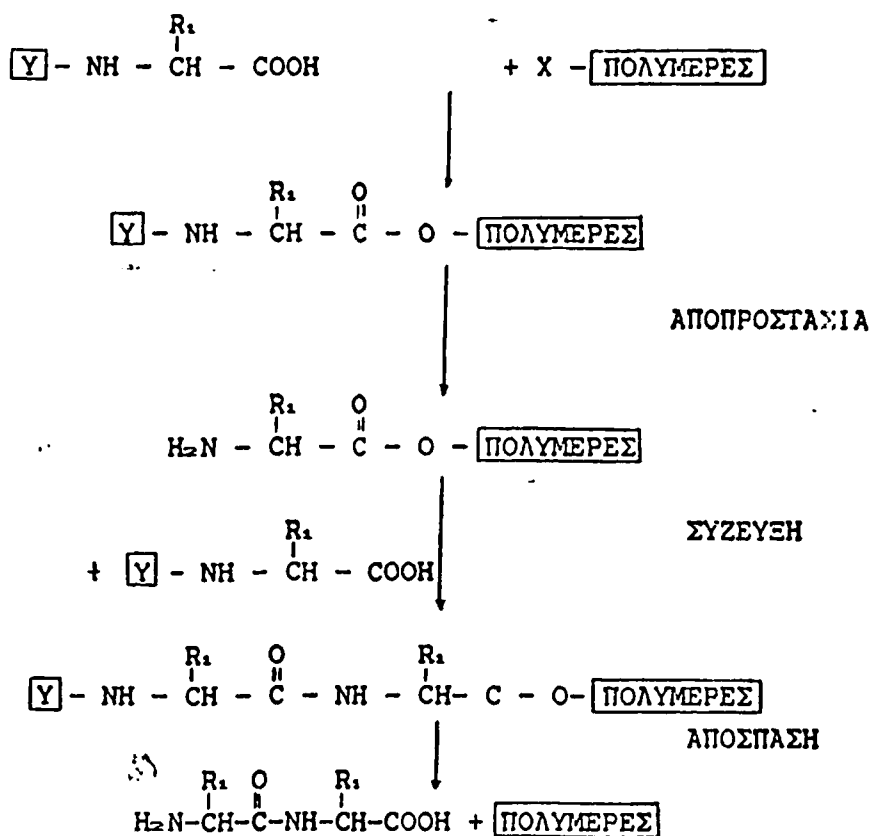 R₁
Y - NH - CH - COOH + X - ΠΟΛΥΜΕΡΕΣ
R₁ O
Y - NH - CH - C - O - ΠΟΛΥΜΕΡΕΣ
ΑΠΟΠΡΟΣΤΑΣΙΑ
R₁ O
H₂N - CH - C - O - ΠΟΛΥΜΕΡΕΣ
ΣΥΖΕΥΞΗ
R₁
+ Y - NH - CH - COOH
R₁ O R₁
Y - NH - CH - C - NH - CH - C - O - ΠΟΛΥΜΕΡΕΣ
ΑΠΟΣΠΑΣΗ
R₁ O R₁
H₂N-CH-C-NH-CH-COOH + ΠΟΛΥΜΕΡΕΣ